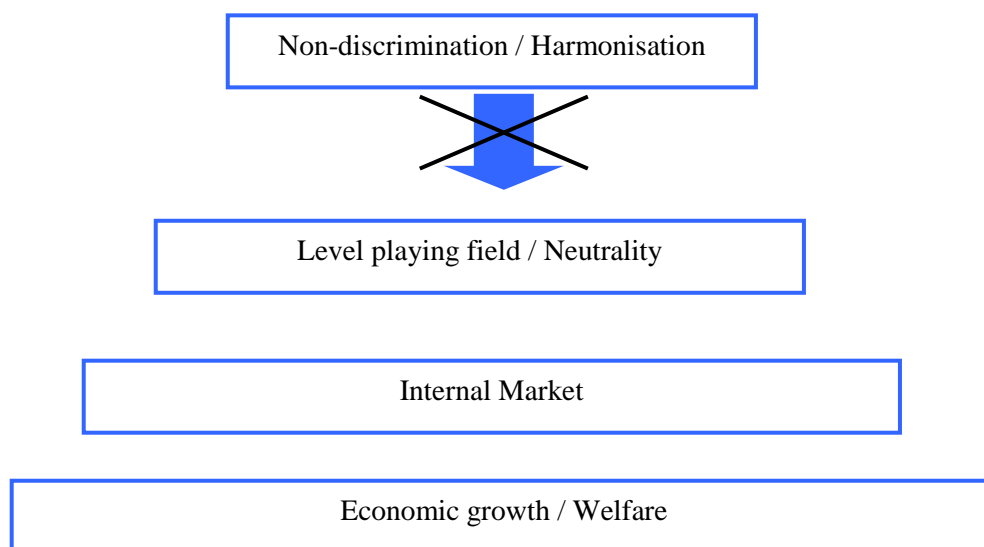 Non-discrimination / Harmonisation
Level playing field / Neutrality
Internal Market
Economic growth / Welfare